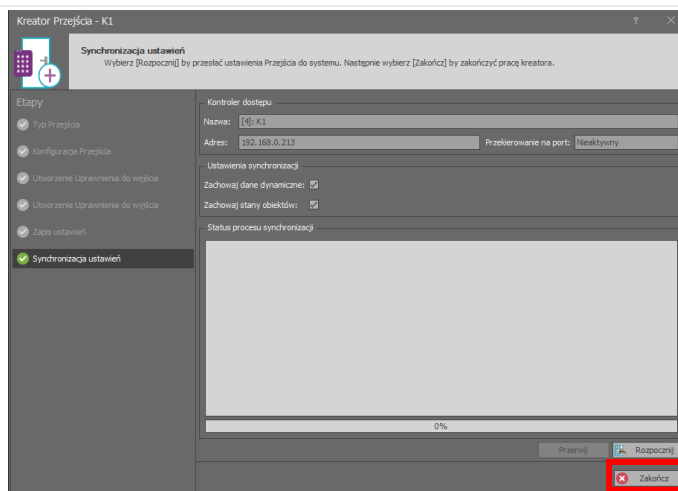 Kreator Przejścia - K1
?
Synchronizacja ustawień
Wybierz [Rozpocznij] by przesłać ustawienia Przejścia do systemu. Następnie wybierz [Zakończ] by zakończyć pracę kreatora.
Etapy
Typ Przejścia
Konfiguracja Przejścia
Utworzenie Uprawnienia do wejścia
Utworzenie Uprawnienia do wyjścia
Zapis ustawień
Synchronizacja ustawień
Kontroler dostępu
Nazwa: [4]: K1
Adres: 192.168.0.213 Przekierowanie na port: Nieaktywny
Ustawienia synchronizacji
Zachowaj dane dynamiczne:
Zachowaj stany obiektów:
Status procesu synchronizacji
0%
Przerwij Rozpocznij
Zakończ